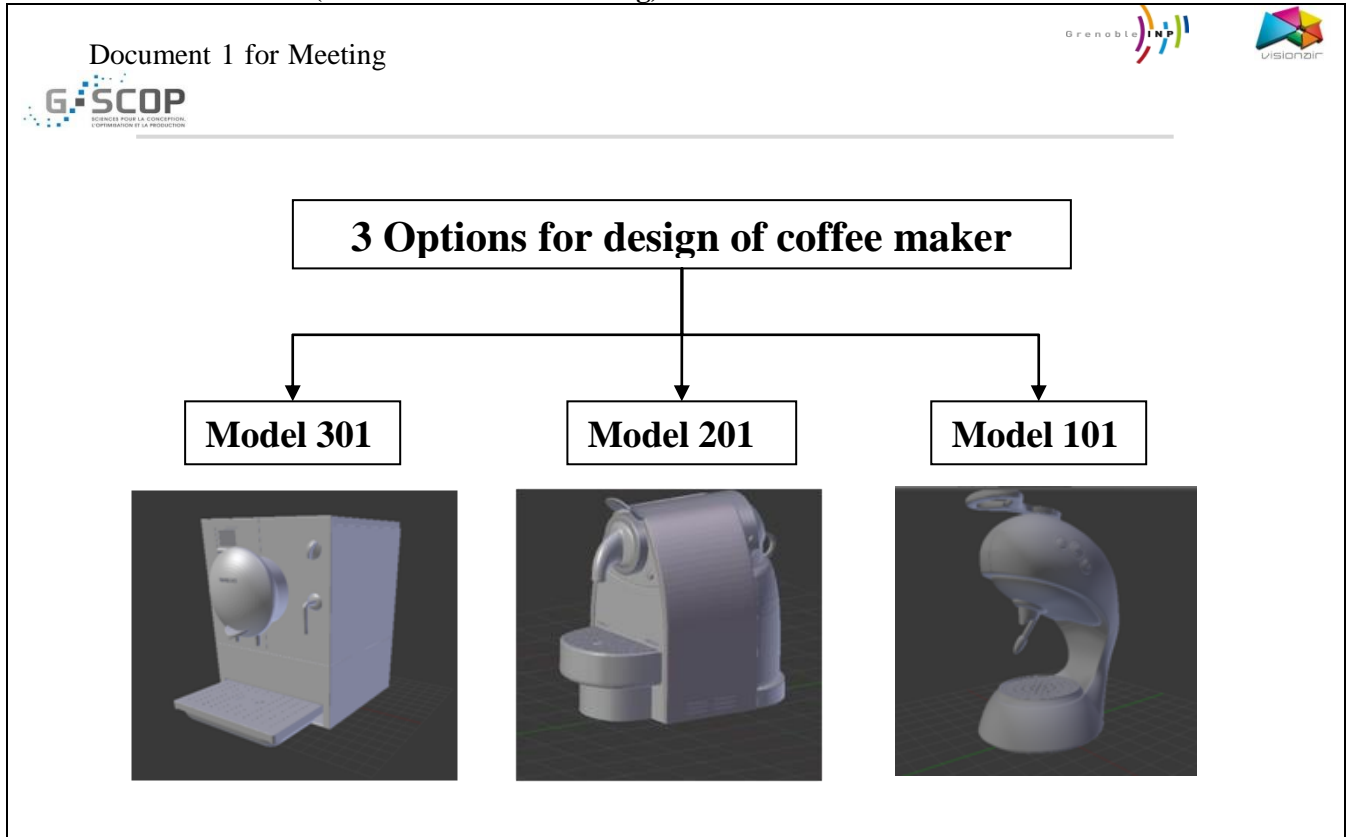 Document 1 for Meeting
Grenoble INP
visionair
G-SCOP
SCIENCES POUR LA CONCEPTION,
L'OPTIMISATION ET LA PRODUCTION
3 Options for design of coffee maker
Model 301
Model 201
Model 101